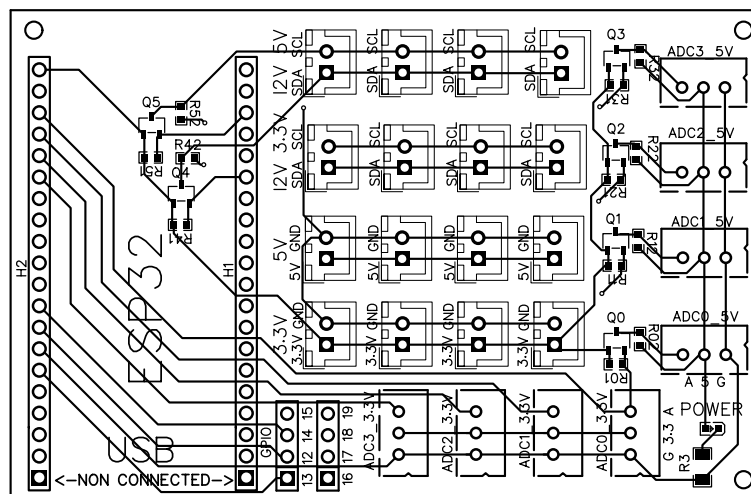 5V SCL SCL SCL SCL Q3 ADC3_5V
12V SDA SDA SDA SDA R31 R32
Q5 R52
3.3V SCL SCL SCL SCL Q2 ADC2_5V
R51 R42 R22
12V SDA SDA SDA SDA R21
Q4
R41
5V GND GND GND GND Q1 ADC1_5V
R12
5V 5V 5V 5V R11
H2 ESP32 H1
3.3V GND GND GND GND Q0 ADC0_5V
3.3V 3.3V 3.3V 3.3V R01 R02
A 5 G
ADC3_3.3V ADC2_3.3V ADC1_3.3V ADC0_3.3V
G 3.3 A
POWER
R3
USB GPIO
15 19
14 18
12 17
13 16
<-NON CONNECTED->